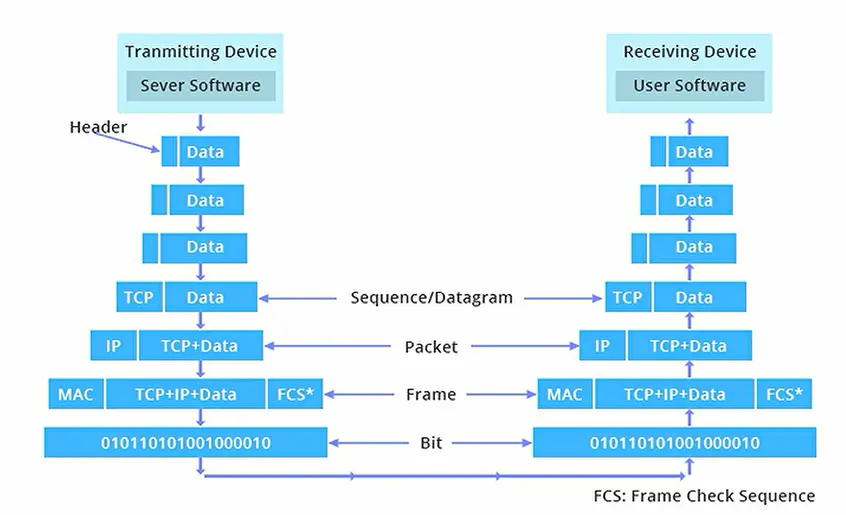 Tranmitting Device
Receiving Device
Sever Software
User Software
Header
Data
Data
Data
Data
Data
Data
TCP
Data
Sequence/Datagram
TCP
Data
IP
TCP+Data
Packet
IP
TCP+Data
MAC
TCP+IP+Data
FCS*
Frame
MAC
TCP+IP+Data
FCS*
010110101001000010
Bit
010110101001000010
FCS: Frame Check Sequence